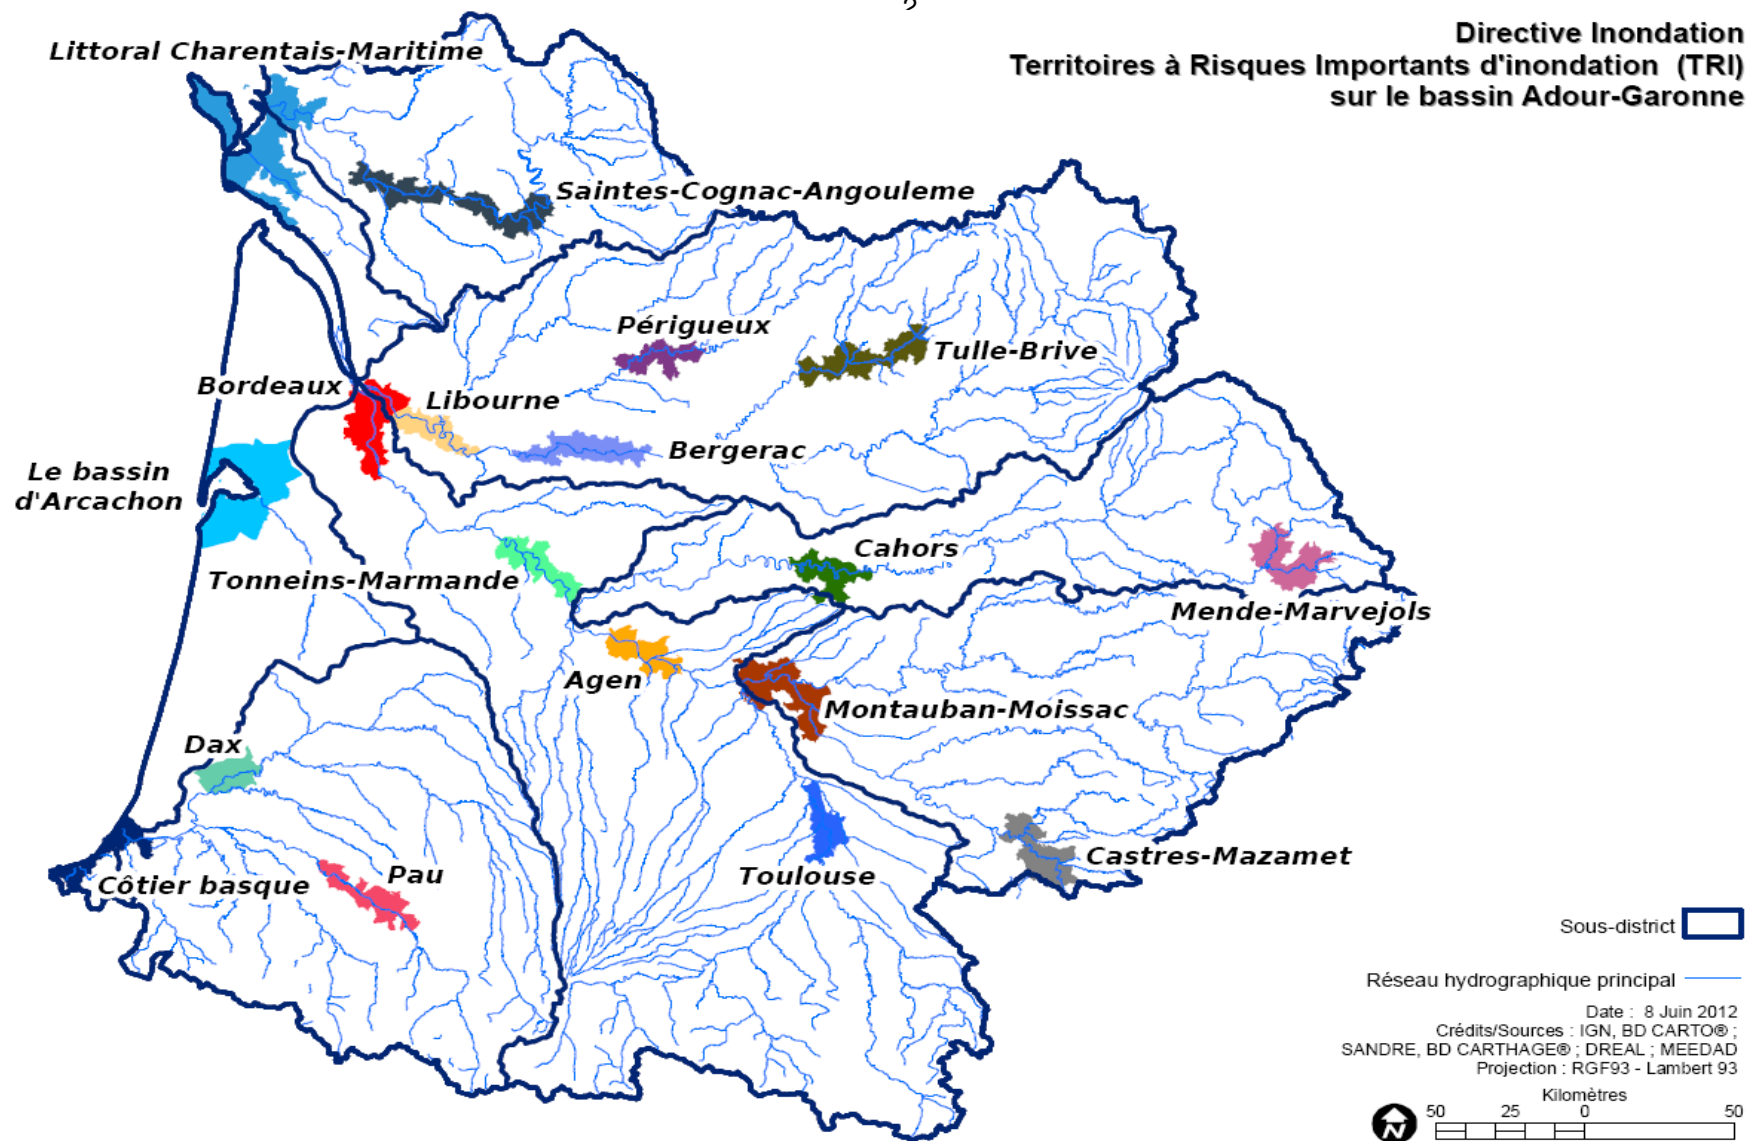 Directive Inondation
Territoires à Risques Importants d'inondation (TRI)
sur le bassin Adour-Garonne
Littoral Charentais-Maritime
Saintes-Cognac-Angouleme
Périgueux
Tulle-Brive
Bordeaux
Libourne
Bergerac
Le bassin
d'Arcachon
Cahors
Tonneins-Marmande
Mende-Marvejols
Agen
Montauban-Moissac
Dax
Pau
Côtier basque
Toulouse
Castres-Mazamet
Sous-district
Réseau hydrographique principal
Date : 8 Juin 2012
Crédits/Sources : IGN, BD CARTO® ;
SANDRE, BD CARTHAGE® ; DREAL ; MEEDAD
Projection : RGF93 - Lambert 93
Kilomètres
50 25 0 50
N